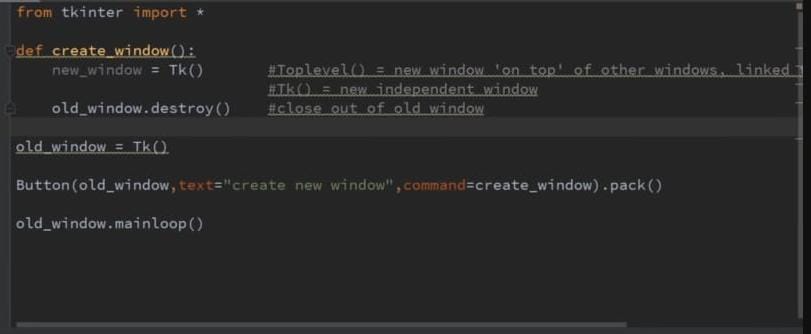 from tkinter import *
def create_window():
    new_window = Tk()       #Toplevel() = new window 'on top' of other windows, linked
                            #Tk() = new independent window
    old_window.destroy()    #close out of old window
old_window = Tk()
Button(old_window,text="create new window",command=create_window).pack()
old_window.mainloop()